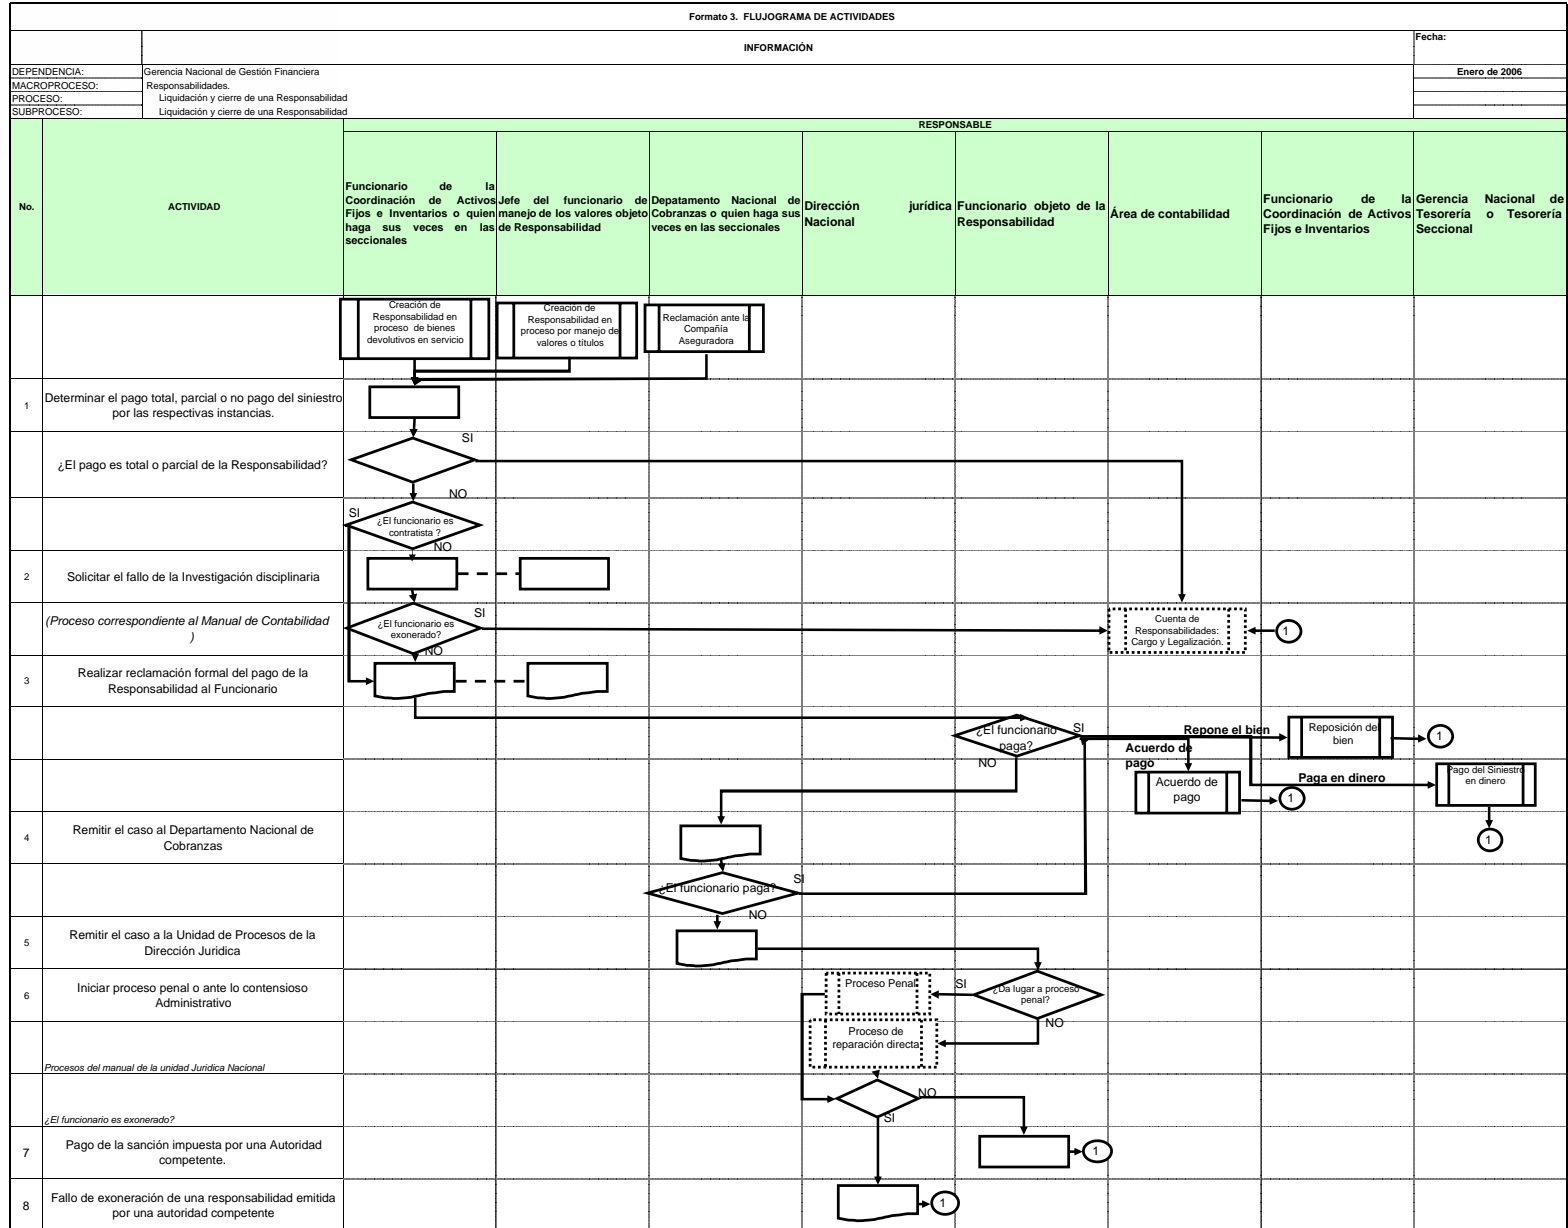 Formato 3.  FLUJOGRAMA DE ACTIVIDADES
INFORMACIÓN
Fecha:
DEPENDENCIA:
Gerencia Nacional de Gestión Financiera
Enero de 2006
MACROPROCESO:
Responsabilidades.
PROCESO:
Liquidación y cierre de una Responsabilidad
SUBPROCESO:
Liquidación y cierre de una Responsabilidad
RESPONSABLE
No.
ACTIVIDAD
Funcionario de la
Coordinación de Activos
Fijos e Inventarios o quien
haga sus veces en las
seccionales
Jefe del funcionario de
manejo de los valores objeto
de Responsabilidad
Depatamento Nacional de
Cobranzas o quien haga sus
veces en las seccionales
Dirección jurídica
Nacional
Funcionario objeto de la
Responsabilidad
Área de contabilidad
Funcionario de la
Coordinación de Activos
Fijos e Inventarios
Gerencia Nacional de
Tesorería o Tesorería
Seccional
Creación de
Responsabilidad en
proceso  de bienes
devolutivos en servicio
Creación de
Responsabilidad en
proceso por manejo de
valores o títulos
Reclamación ante la
Compañía
Aseguradora
1
Determinar el pago total, parcial o no pago del siniestro
por las respectivas instancias.
SI
¿El pago es total o parcial de la Responsabilidad?
NO
SI
¿El funcionario es
contratista ?
NO
2
Solicitar el fallo de la Investigación disciplinaria
(Proceso correspondiente al Manual de Contabilidad
)
SI
¿El funcionario es
exonerado?
NO
Cuenta de
Responsabilidades:
Cargo y Legalización.
1
3
Realizar reclamación formal del pago de la
Responsabilidad al Funcionario
¿El funcionario
paga?
SI
NO
Repone el bien
Reposición del
bien
1
Acuerdo de
pago
Acuerdo de
pago
1
Paga en dinero
Pago del Siniestro
en dinero
1
4
Remitir el caso al Departamento Nacional de
Cobranzas
¿El funcionario paga?
SI
NO
5
Remitir el caso a la Unidad de Procesos de la
Dirección Juridica
6
Iniciar proceso penal o ante lo contensioso
Administrativo
Proceso Penal
SI
¿Da lugar a proceso
penal?
NO
Proceso de
reparación directa
Procesos del manual de la unidad Juridica Nacional
¿El funcionario es exonerado?
NO
SI
7
Pago de la sanción impuesta por una Autoridad
competente.
1
8
Fallo de exoneración de una responsabilidad emitida
por una autoridad competente
1